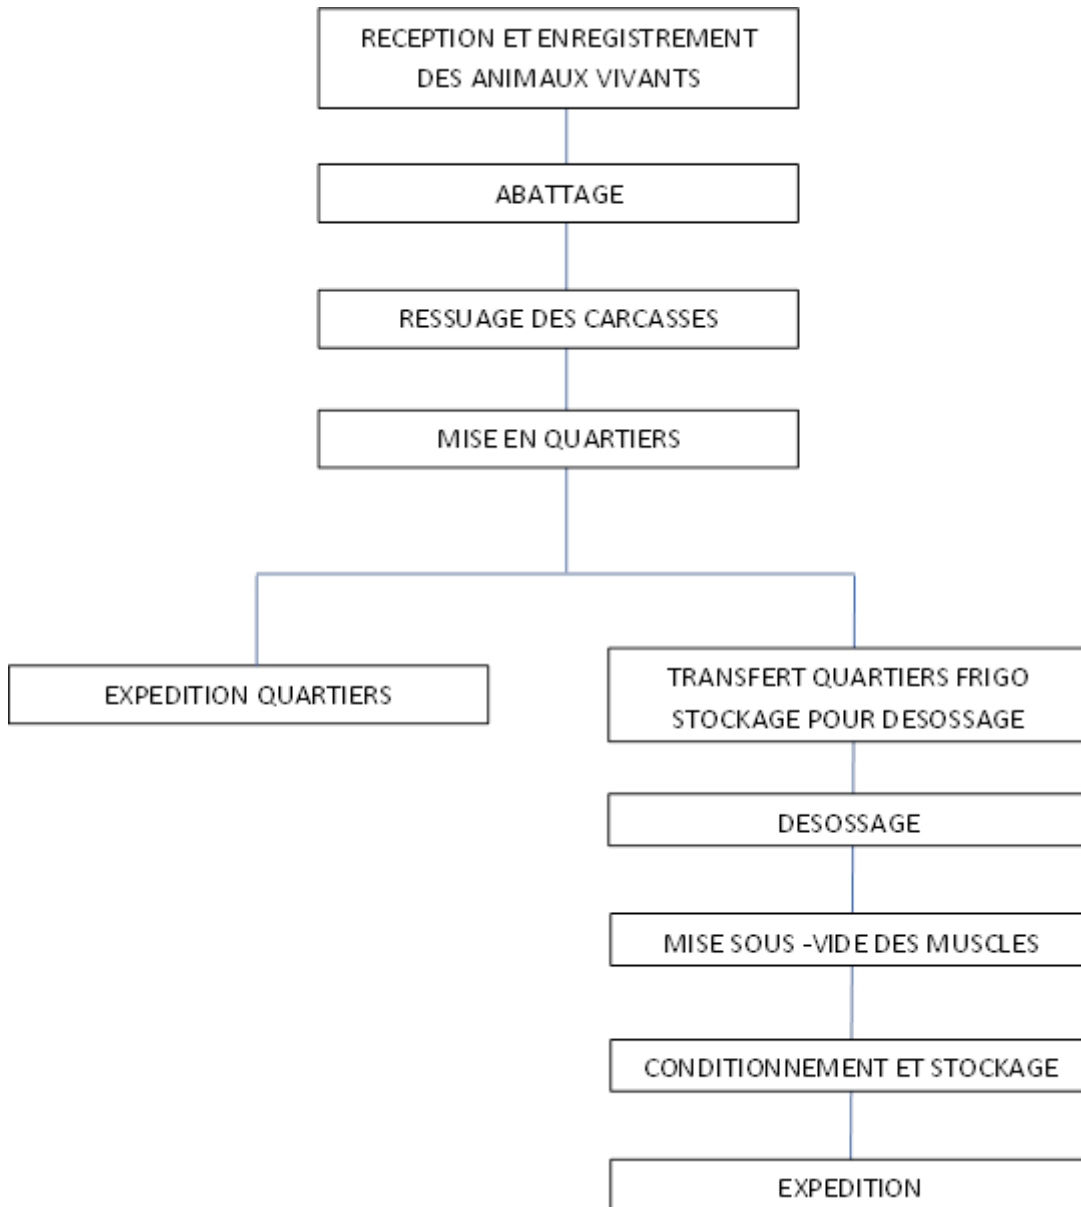 RECEPTION ET ENREGISTREMENT
DES ANIMAUX VIVANTS
ABATTAGE
RESSUAGE DES CARCASSES
MISE EN QUARTIERS
EXPEDITION QUARTIERS
TRANSFERT QUARTIERS FRIGO
STOCKAGE POUR DESOSSAGE
DESOSSAGE
MISE SOUS -VIDE DES MUSCLES
CONDITIONNEMENT ET STOCKAGE
EXPEDITION